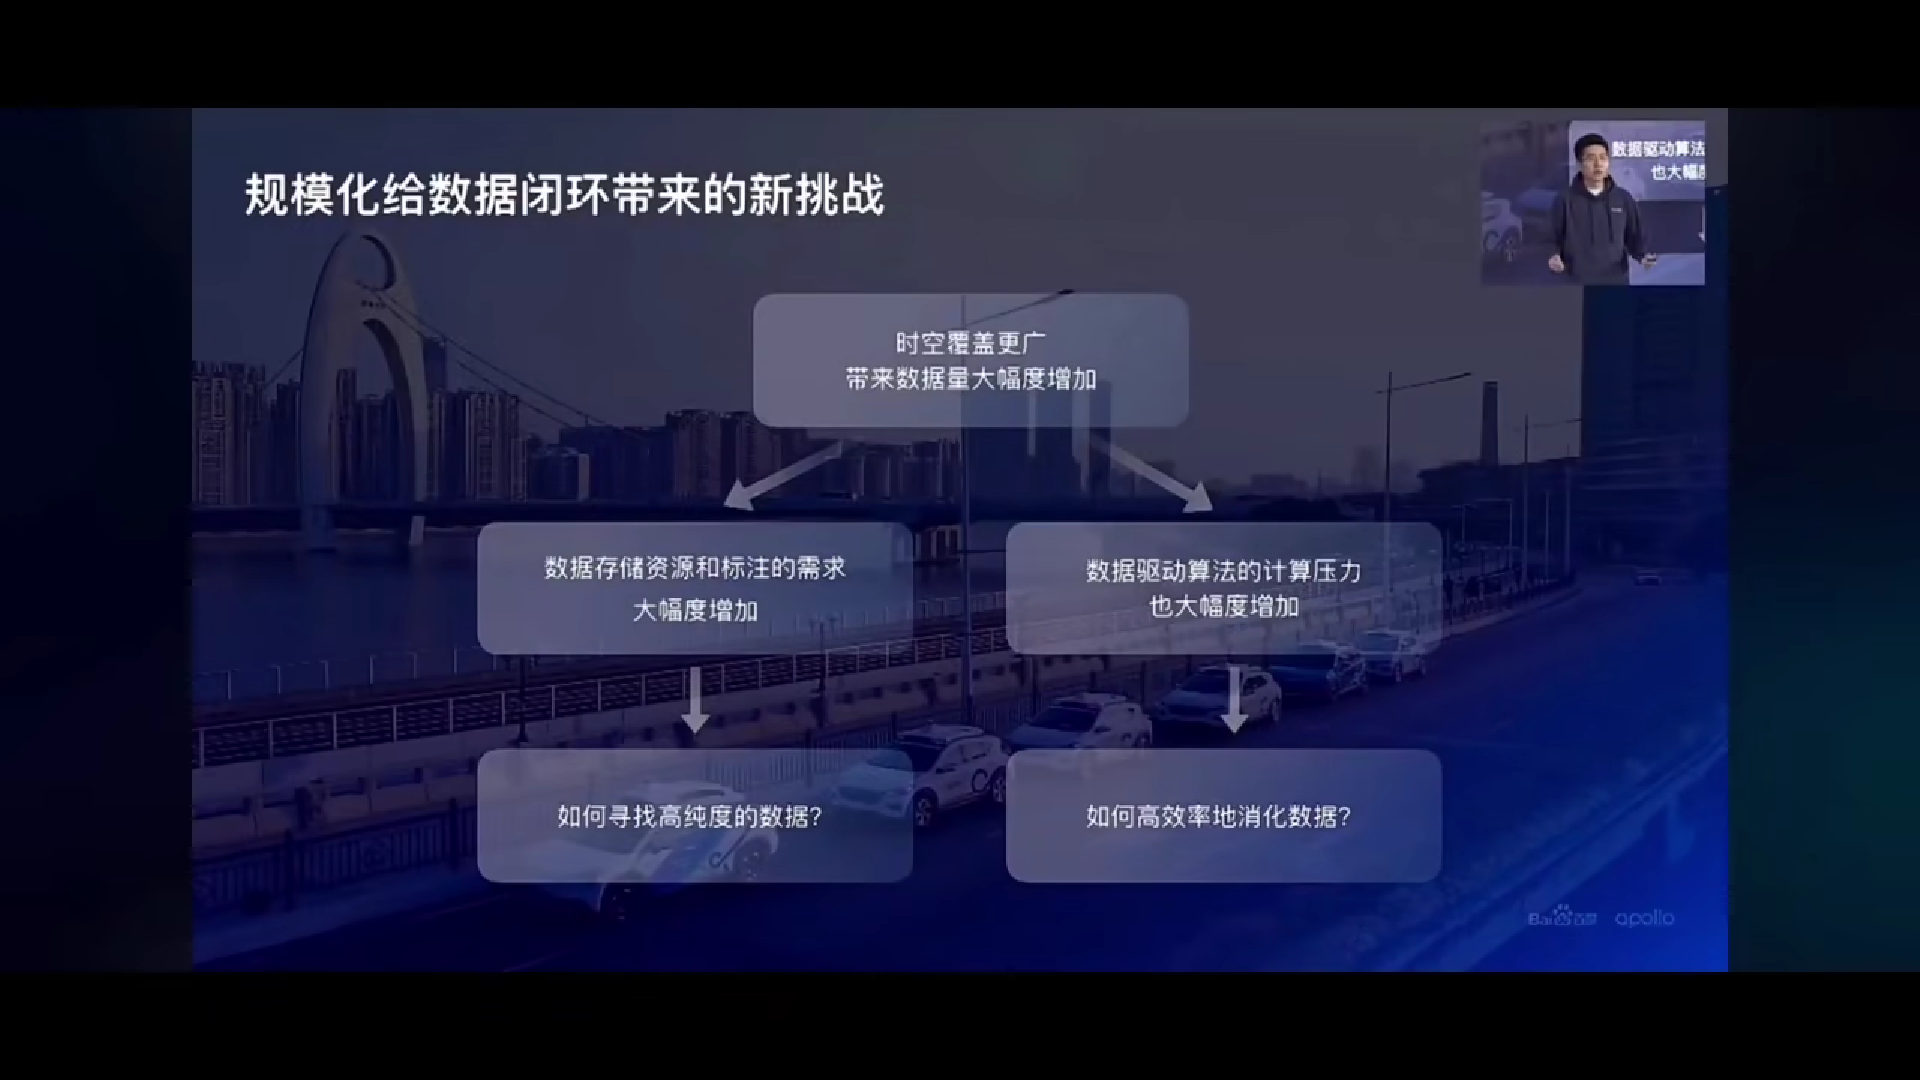 规模化给数据闭环带来的新挑战
数据驱动算法
也大幅度
时空覆盖更广
带来数据量大幅度增加
数据存储资源和标注的需求
大幅度增加
数据驱动算法的计算压力
也大幅度增加
如何寻找高纯度的数据?
如何高效率地消化数据?
Bai百度 apollo